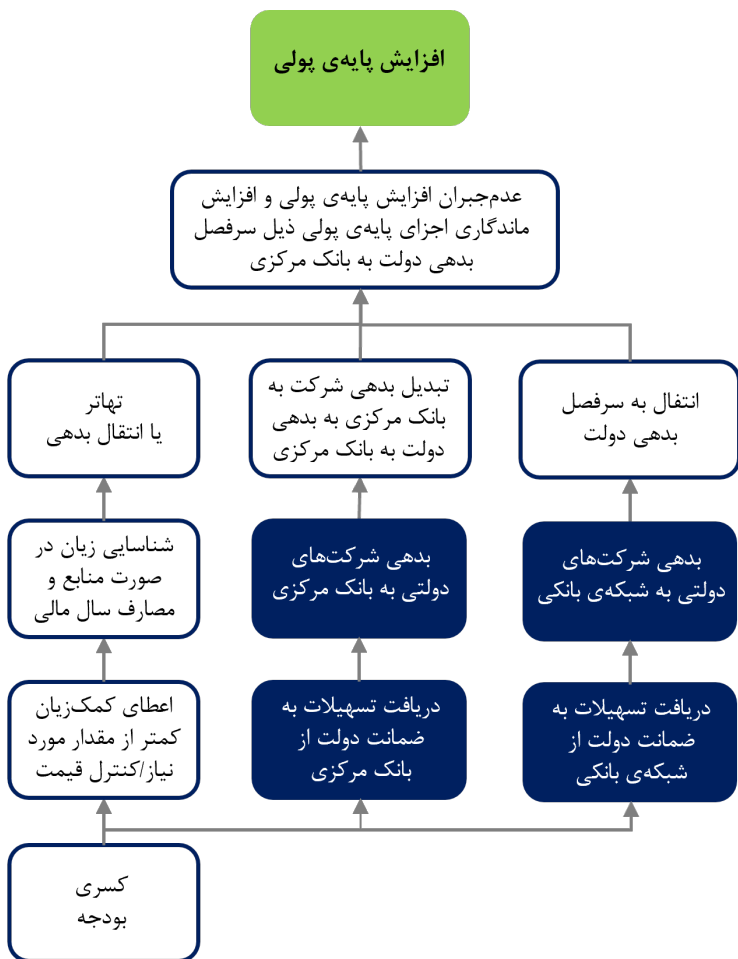 افزایش پایه‌ی پولی
عدم‌جبران افزایش پایه‌ی پولی و افزایش
ماندگاری اجزای پایه‌ی پولی ذیل سرفصل
بدهی دولت به بانک مرکزی
انتقال به سرفصل
بدهی دولت
تبدیل بدهی شرکت به
بانک مرکزی به بدهی
دولت به بانک مرکزی
تهاتر
یا انتقال بدهی
بدهی شرکت‌های
دولتی به شبکه‌ی بانکی
بدهی شرکت‌های
دولتی به بانک مرکزی
شناسایی زیان در
صورت منابع و
مصارف سال مالی
دریافت تسهیلات به
ضمانت دولت از
شبکه‌ی بانکی
دریافت تسهیلات به
ضمانت دولت از
بانک مرکزی
اعطای کمک‌زیان
کمتر از مقدار مورد
نیاز/کنترل قیمت
کسری
بودجه